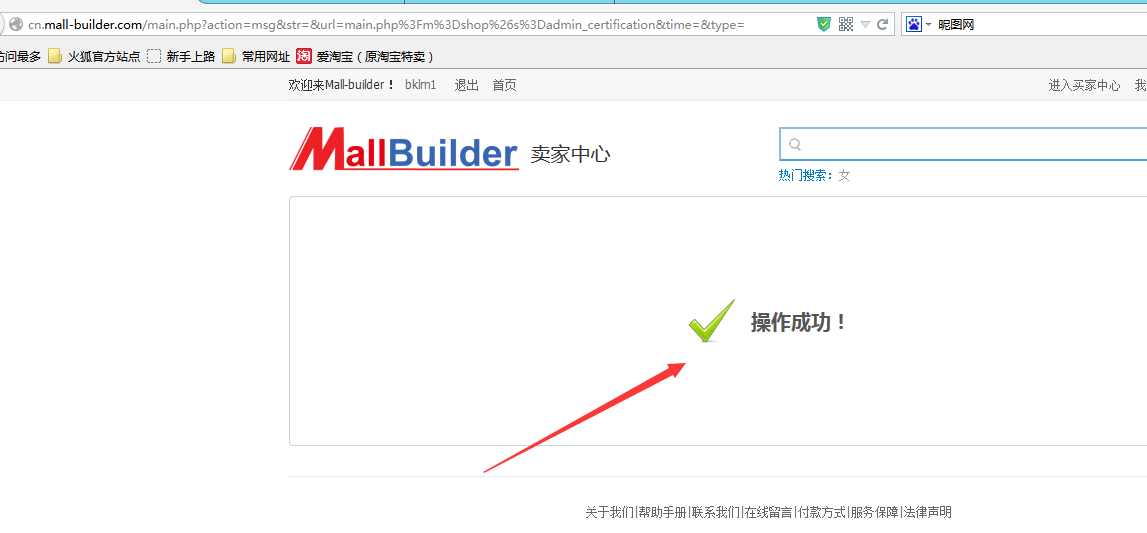 cn.mall-builder.com/main.php?action=msg&str=&url=main.php%3Fm%3Dshop%26s%3Dadmin_certification&time=&type=
昵图网
访问最多 火狐官方站点 新手上路 常用网址 淘 爱淘宝（原淘宝特卖）
欢迎来Mall-builder！ bklm1 退出 首页 进入买家中心 我
MallBuilder 卖家中心
热门搜索：女
操作成功！
关于我们|帮助手册|联系我们|在线留言|付款方式|服务保障|法律声明